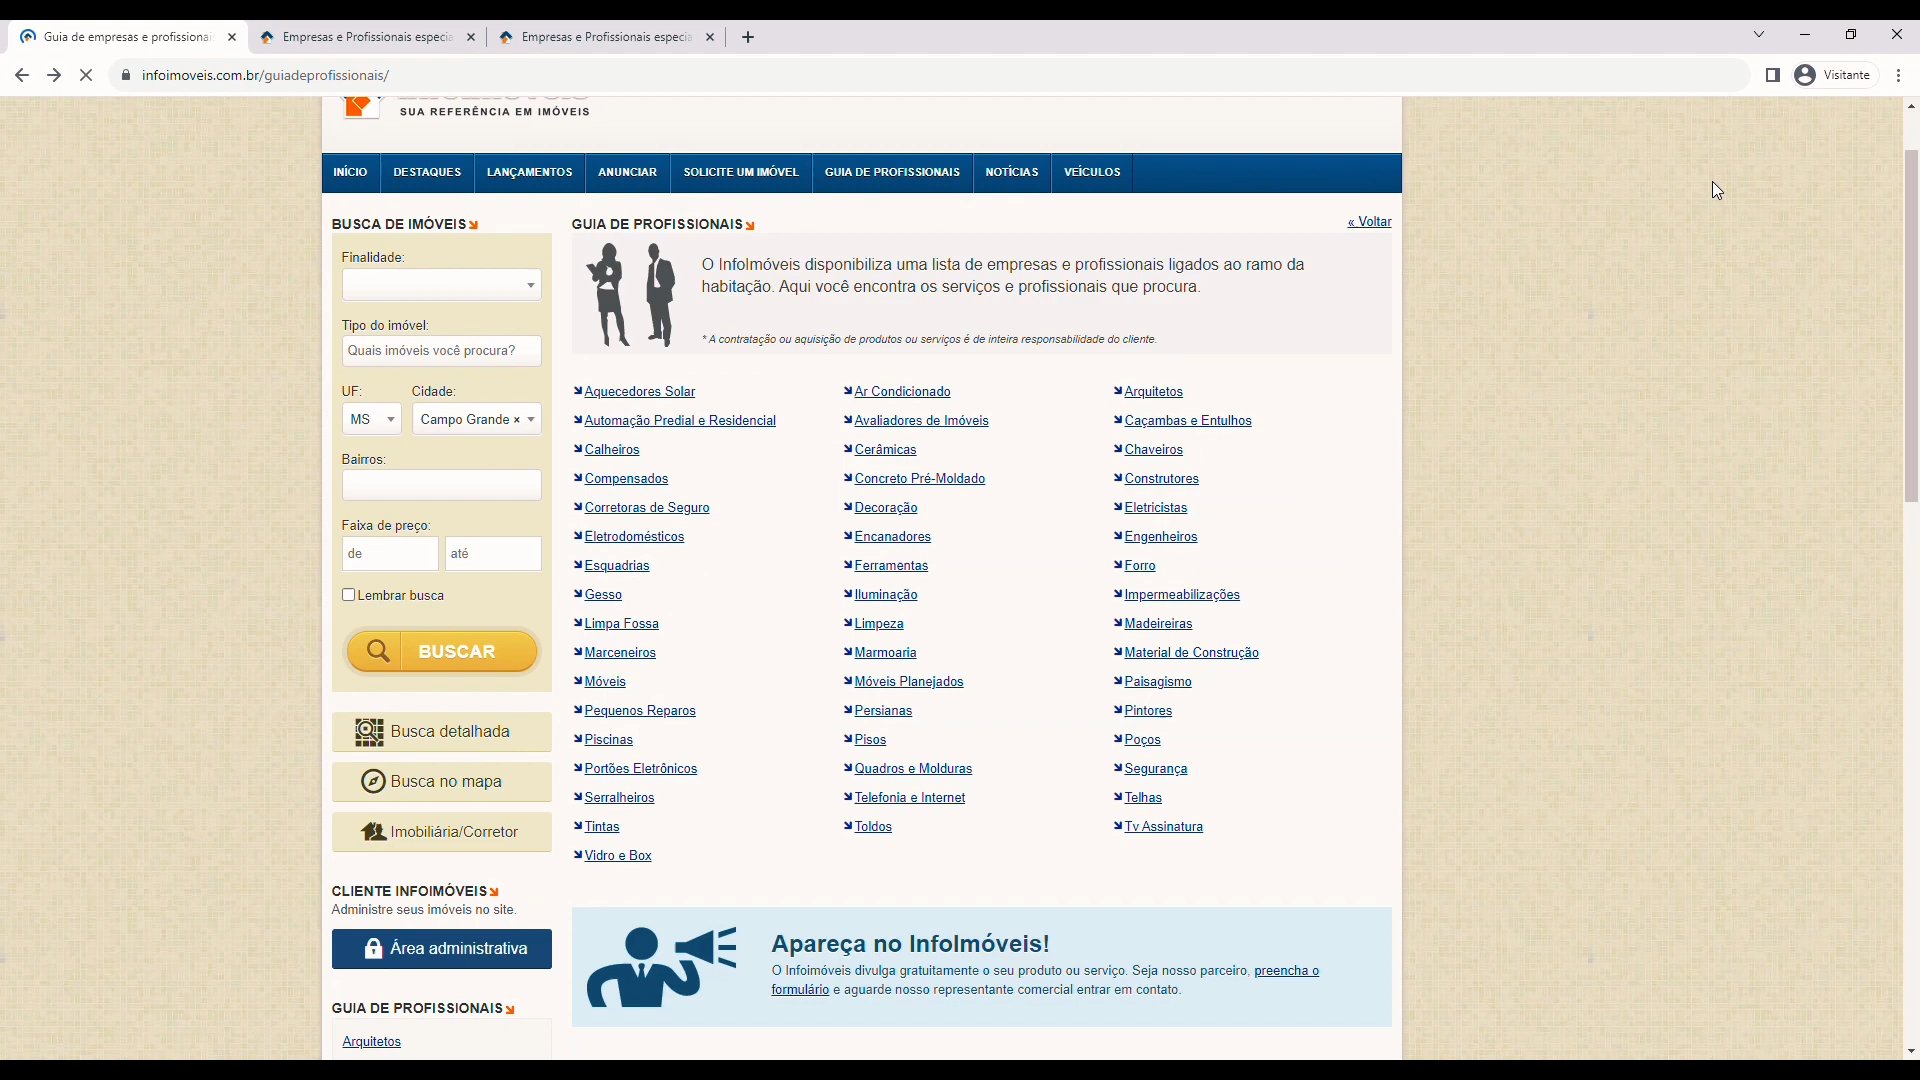 Guia de empresas e profissionai
Empresas e Profissionais especia
Empresas e Profissionais especia
infoimoveis.com.br/guiadeprofissionais/
Visitante
SUA REFERÊNCIA EM IMÓVEIS
INÍCIO
DESTAQUES
LANÇAMENTOS
ANUNCIAR
SOLICITE UM IMÓVEL
GUIA DE PROFISSIONAIS
NOTÍCIAS
VEÍCULOS
BUSCA DE IMÓVEIS
Finalidade:
Tipo do imóvel:
Quais imóveis você procura?
UF: Cidade:
MS Campo Grande ×
Bairros:
Faixa de preço:
de até
Lembrar busca
BUSCAR
Busca detalhada
Busca no mapa
Imobiliária/Corretor
CLIENTE INFOIMÓVEIS
Administre seus imóveis no site.
Área administrativa
GUIA DE PROFISSIONAIS
Arquitetos
GUIA DE PROFISSIONAIS
« Voltar
O InfoImóveis disponibiliza uma lista de empresas e profissionais ligados ao ramo da
habitação. Aqui você encontra os serviços e profissionais que procura.
* A contratação ou aquisição de produtos ou serviços é de inteira responsabilidade do cliente.
Aquecedores Solar Ar Condicionado Arquitetos
Automação Predial e Residencial Avaliadores de Imóveis Caçambas e Entulhos
Calheiros Cerâmicas Chaveiros
Compensados Concreto Pré-Moldado Construtores
Corretoras de Seguro Decoração Eletricistas
Eletrodomésticos Encanadores Engenheiros
Esquadrias Ferramentas Forro
Gesso Iluminação Impermeabilizações
Limpa Fossa Limpeza Madeireiras
Marceneiros Marmoaria Material de Construção
Móveis Móveis Planejados Paisagismo
Pequenos Reparos Persianas Pintores
Piscinas Pisos Poços
Portões Eletrônicos Quadros e Molduras Segurança
Serralheiros Telefonia e Internet Telhas
Tintas Toldos Tv Assinatura
Vidro e Box
Apareça no InfoImóveis!
O Infoimóveis divulga gratuitamente o seu produto ou serviço. Seja nosso parceiro, preencha o
formulário e aguarde nosso representante comercial entrar em contato.